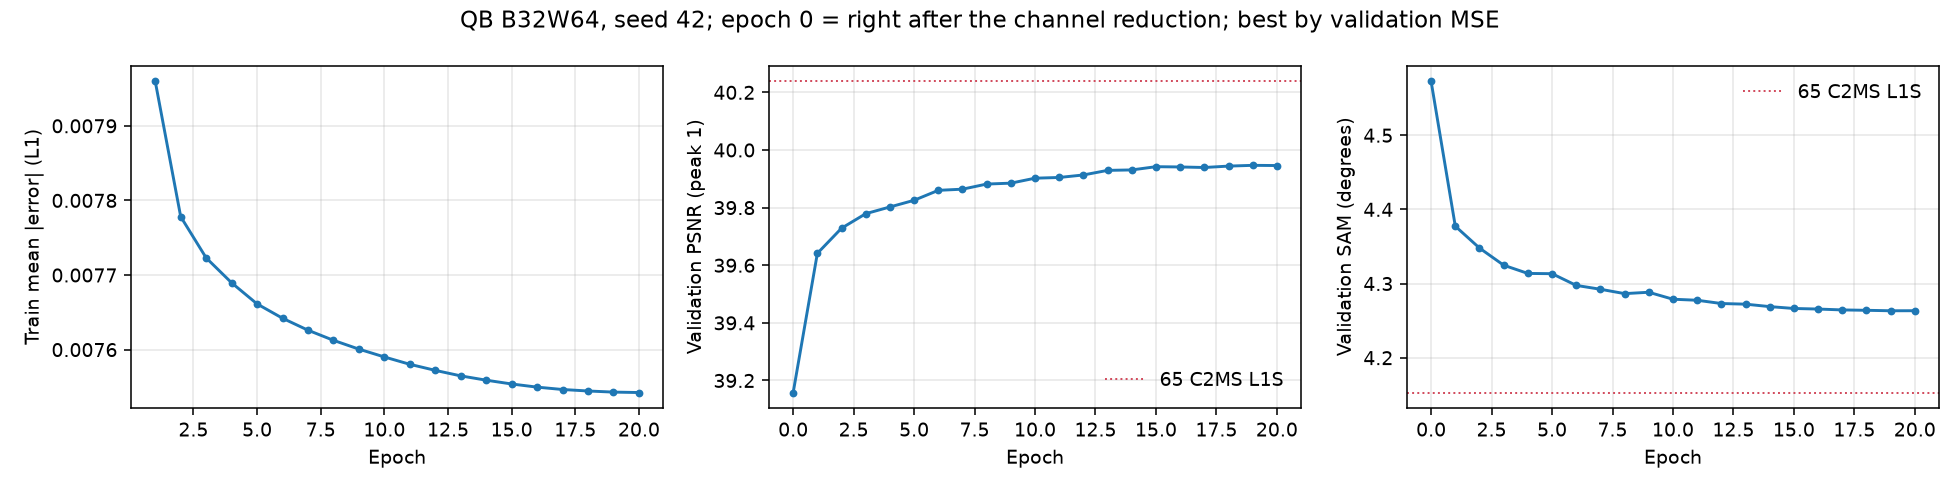 QB B32W64, seed 42; epoch 0 = right after the channel reduction; best by validation MSE
Train mean |error| (L1)
0.0079
0.0078
0.0077
0.0076
2.5 5.0 7.5 10.0 12.5 15.0 17.5 20.0
Epoch
Validation PSNR (peak 1)
40.2
40.0
39.8
39.6
39.4
39.2
65 C2MS L1S
0.0 2.5 5.0 7.5 10.0 12.5 15.0 17.5 20.0
Epoch
Validation SAM (degrees)
65 C2MS L1S
4.5
4.4
4.3
4.2
0.0 2.5 5.0 7.5 10.0 12.5 15.0 17.5 20.0
Epoch